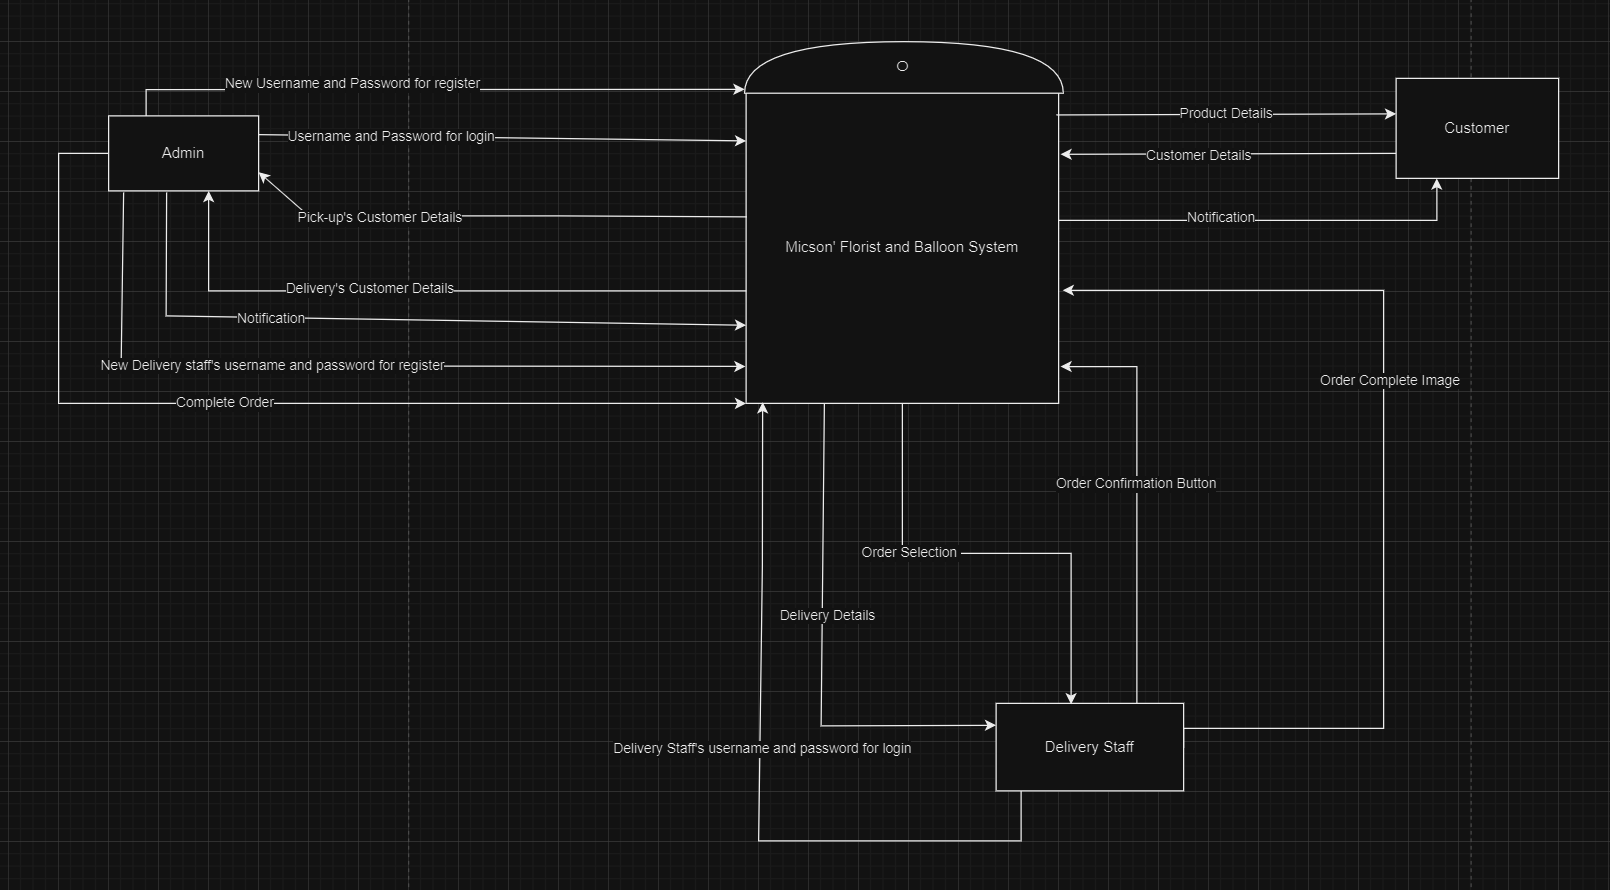 New Username and Password for register
Product Details
Customer
Username and Password for login
Admin
Customer Details
Pick-up's Customer Details
Notification
Micson' Florist and Balloon System
Delivery's Customer Details
Notification
New Delivery staff's username and password for register
Order Complete Image
Complete Order
Order Confirmation Button
Order Selection
Delivery Details
Delivery Staff
Delivery Staff's username and password for login